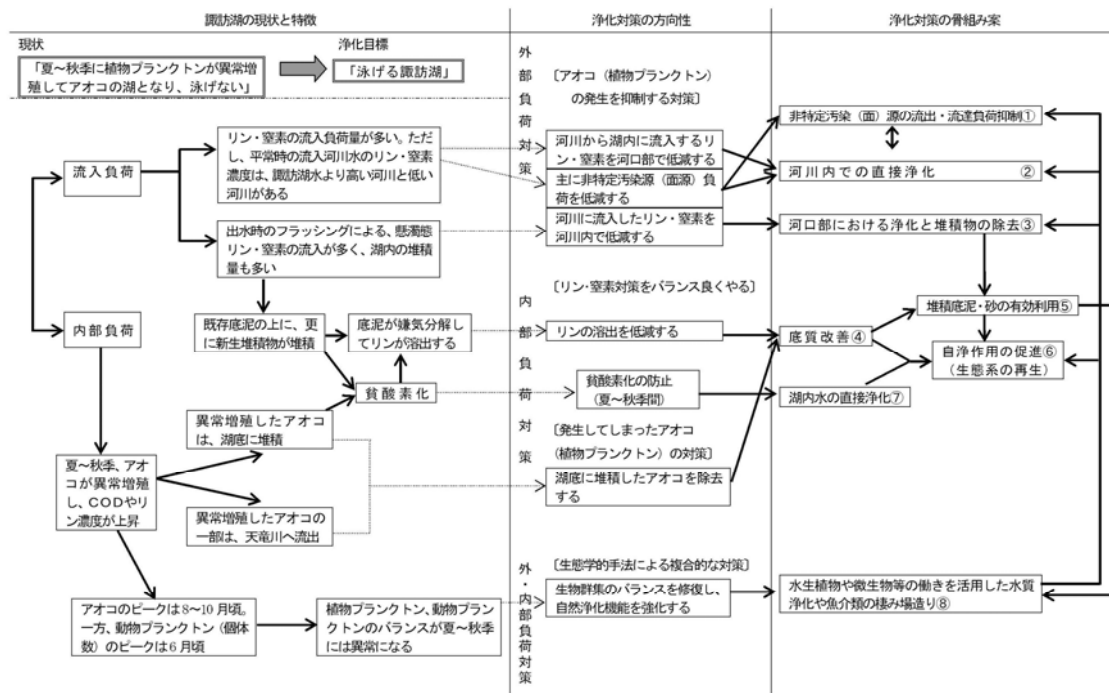 諏訪湖の現状と特徴
浄化対策の方向性
浄化対策の骨組み案
現状
浄化目標
「夏～秋季に植物プランクトンが異常増
殖してアオコの湖となり、泳げない」
「泳げる諏訪湖」
流入負荷
リン・窒素の流入負荷量が多い。ただ
し、平常時の流入河川水のリン・窒素
濃度は、諏訪湖水より高い河川と低い
河川がある
出水時のフラッシングによる、懸濁態
リン・窒素の流入が多く、湖内の堆積
量も多い
内部負荷
既存底泥の上に、更
に新生堆積物が堆積
底泥が嫌気分解し
てリンが溶出する
貧酸素化
異常増殖したアオコ
は、湖底に堆積
夏～秋季、アオ
コが異常増殖
し、CODや
リン濃度が上昇
異常増殖したアオコの
一部は、天竜川へ流出
アオコのピークは8～10月頃。
一方、動物プランクトン（個体
数）のピークは6月頃
植物プランクトン、動物プラン
クトンのバランスが夏～秋季
には異常になる
外部負荷対策
〔アオコ（植物プランクトン）
の発生を抑制する対策〕
河川から湖内に流入するリ
ン・窒素を河口部で低減する
主に非特定汚染源（面源）負
荷を低減する
河川に流入したリン・窒素を
河川内で低減する
内部負荷対策
〔リン・窒素対策をバランス良くやる〕
リンの溶出を低減する
貧酸素化の防止
（夏～秋季間）
〔発生してしまったアオコ
（植物プランクトン）の対策〕
湖底に堆積したアオコを除去
する
外・内部負荷対策
〔生態学的手法による複合的な対策〕
生物群集のバランスを修復し、
自然浄化機能を強化する
非特定汚染（面）源の流出・流達負荷抑制①
河川内での直接浄化 ②
河口部における浄化と堆積物の除去③
堆積底泥・砂の有効利用⑤
底質改善④
自浄作用の促進⑥
（生態系の再生）
湖内水の直接浄化⑦
水生植物や微生物等の働きを活用した水質
浄化や魚介類の棲み場造り⑧